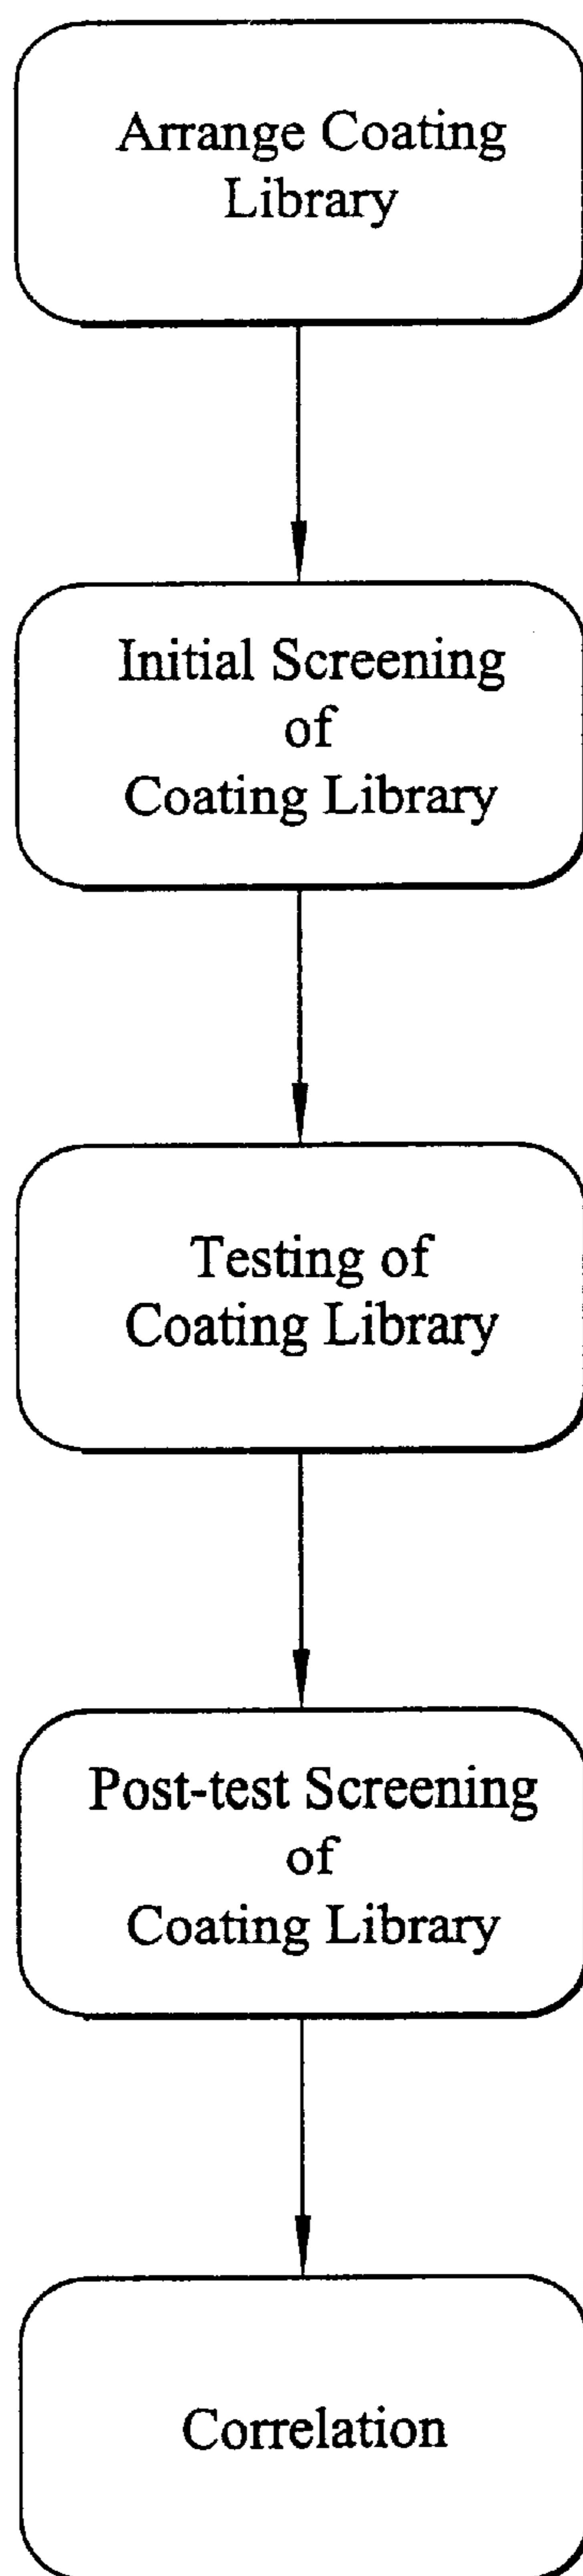 Arrange Coating
Library
Initial Screening
of
Coating Library
Testing of
Coating Library
Post-test Screening
of
Coating Library
Correlation